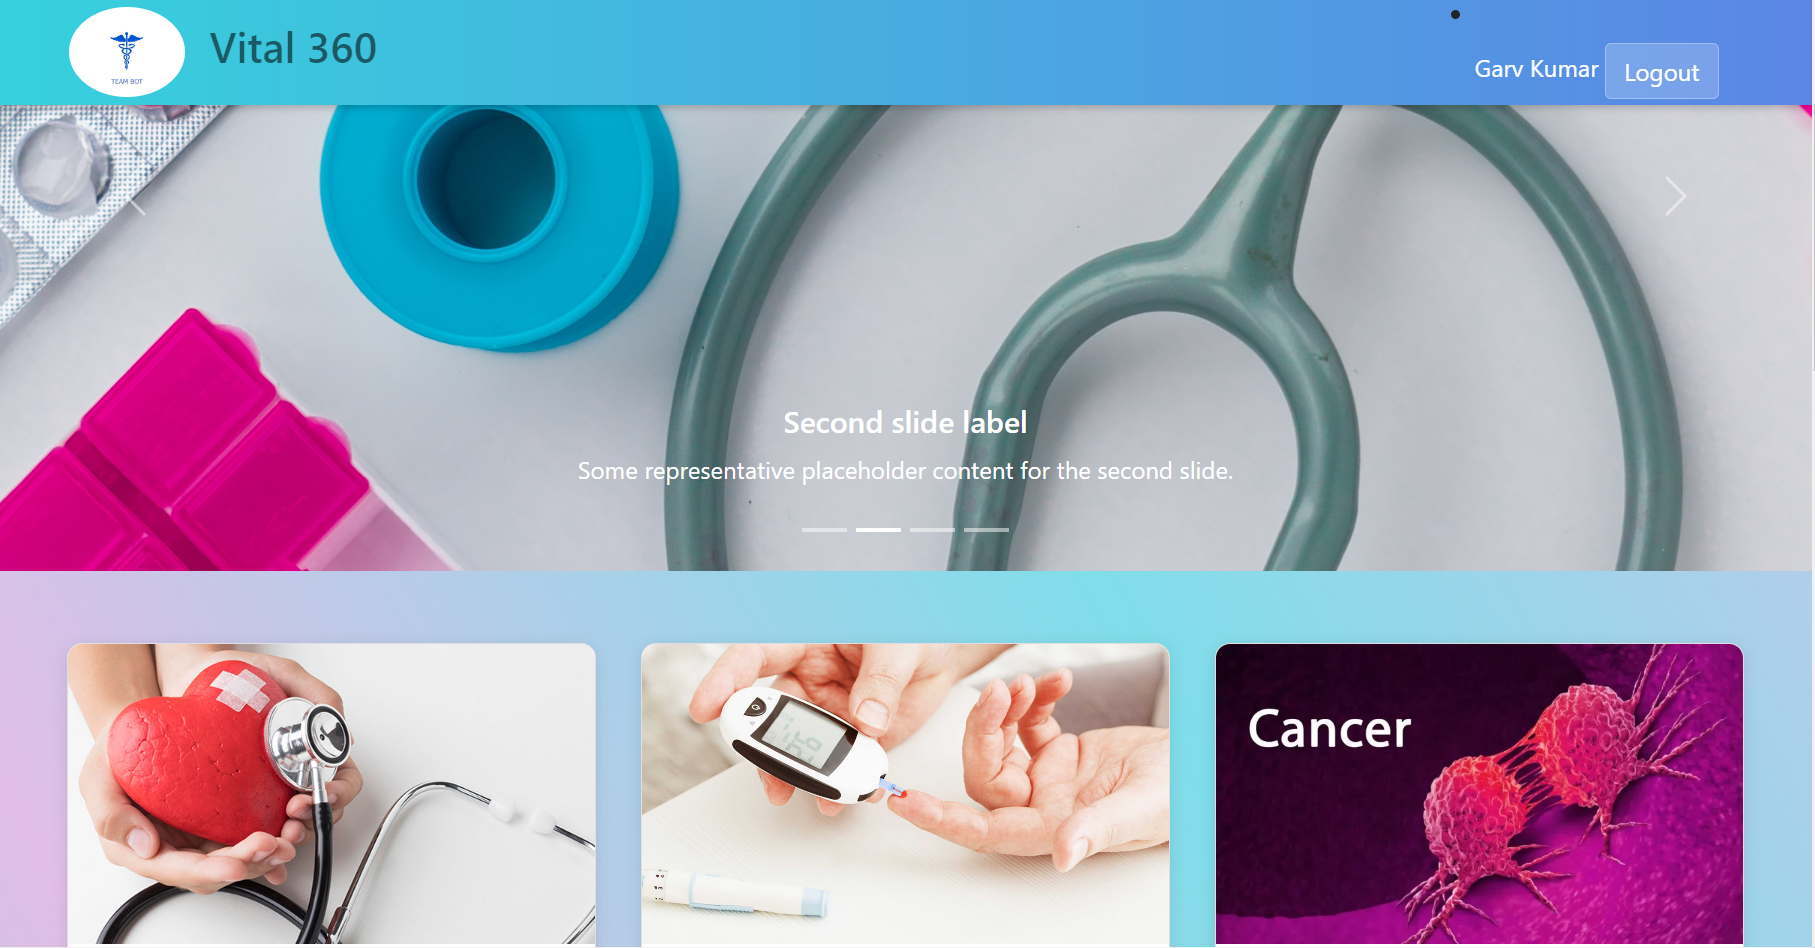 TEAM BOT
Vital 360
Garv Kumar
Logout
Second slide label
Some representative placeholder content for the second slide.
Cancer